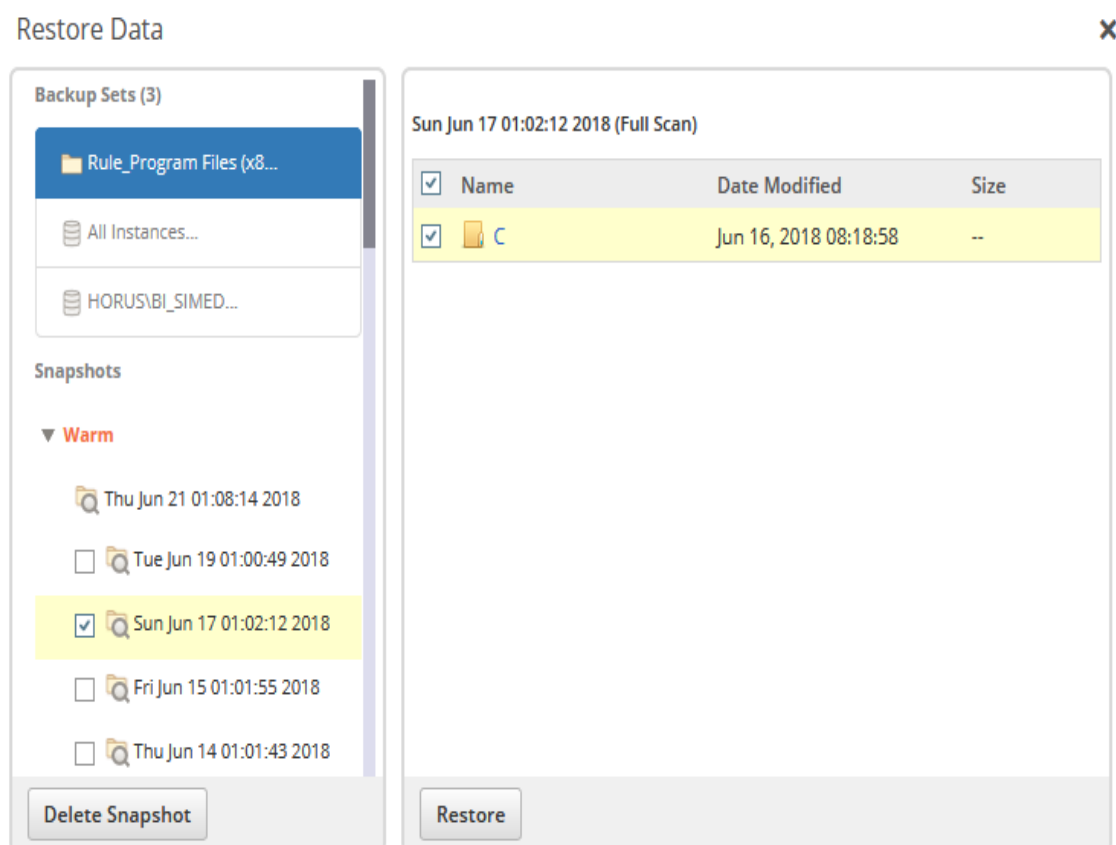 Restore Data
Backup Sets (3)
Rule_Program Files (x8...
All Instances...
HORUS\BI_SIMED...
Snapshots
Warm
Thu Jun 21 01:08:14 2018
Tue Jun 19 01:00:49 2018
Sun Jun 17 01:02:12 2018
Fri Jun 15 01:01:55 2018
Thu Jun 14 01:01:43 2018
Delete Snapshot
Sun Jun 17 01:02:12 2018 (Full Scan)
Name Date Modified Size
C Jun 16, 2018 08:18:58 --
Restore